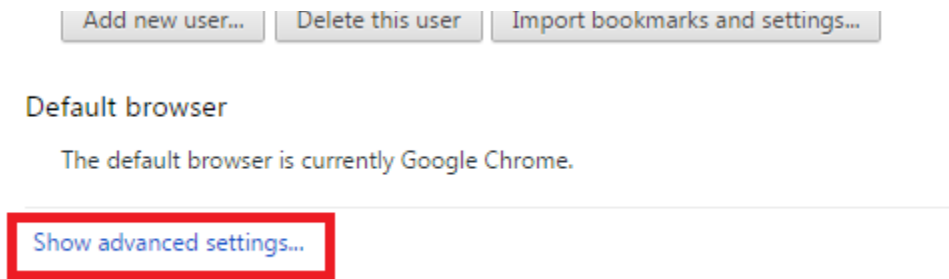 Add new user... Delete this user Import bookmarks and settings...
Default browser
The default browser is currently Google Chrome.
Show advanced settings...